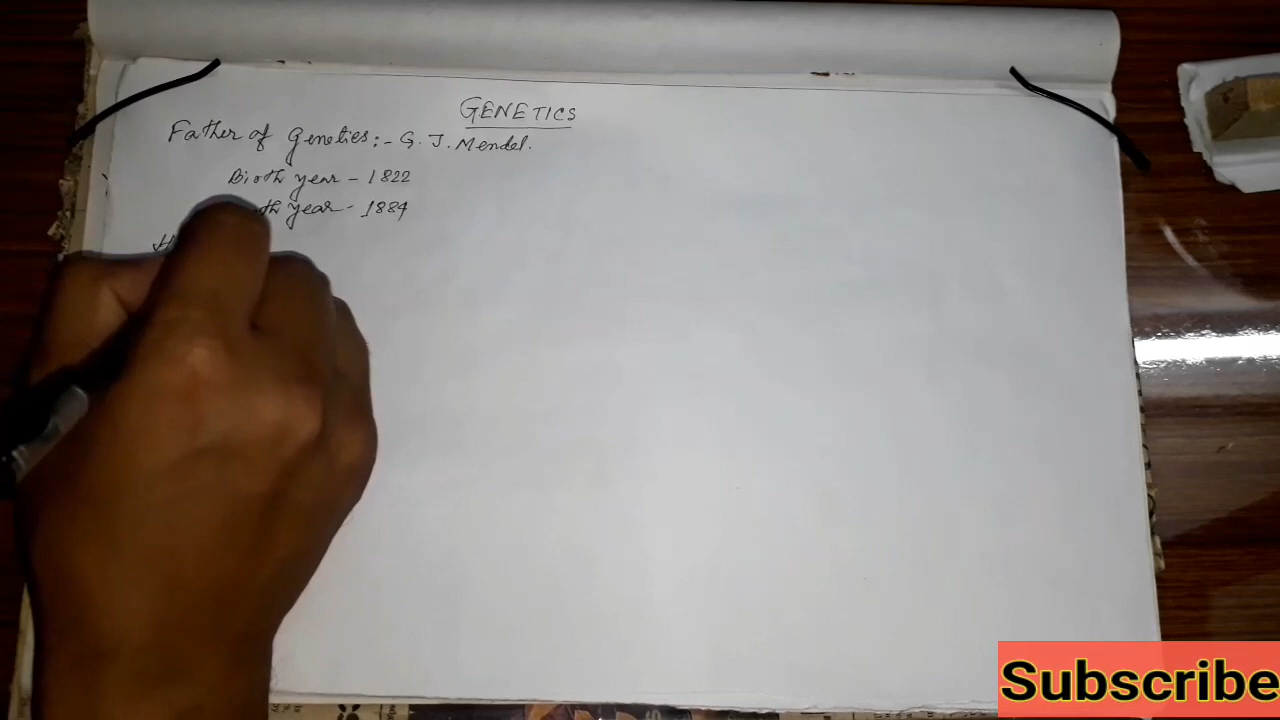 GENETICS
Father of Genetics:- G. J. Mendel.
Birth year - 1822
year - 1884
Subscribe